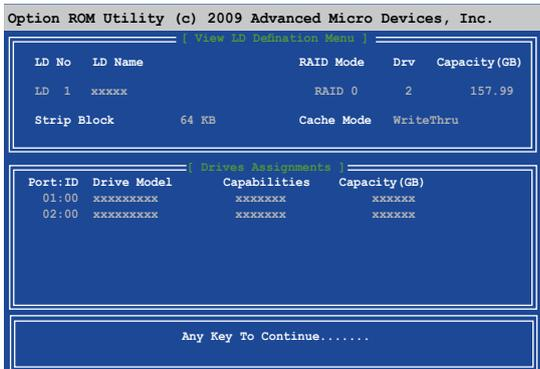 Option ROM Utility (c) 2009 Advanced Micro Devices, Inc.
[ View LD Defination Menu ]
LD No LD Name RAID Mode Drv Capacity(GB)
LD 1 xxxxx RAID 0 2 157.99
Strip Block 64 KB Cache Mode WriteThru
[ Drives Assignments ]
Port:ID Drive Model Capabilities Capacity(GB)
01:00 xxxxxxxxx xxxxxxx xxxxxx
02:00 xxxxxxxxx xxxxxxx xxxxxx
Any Key To Continue.......